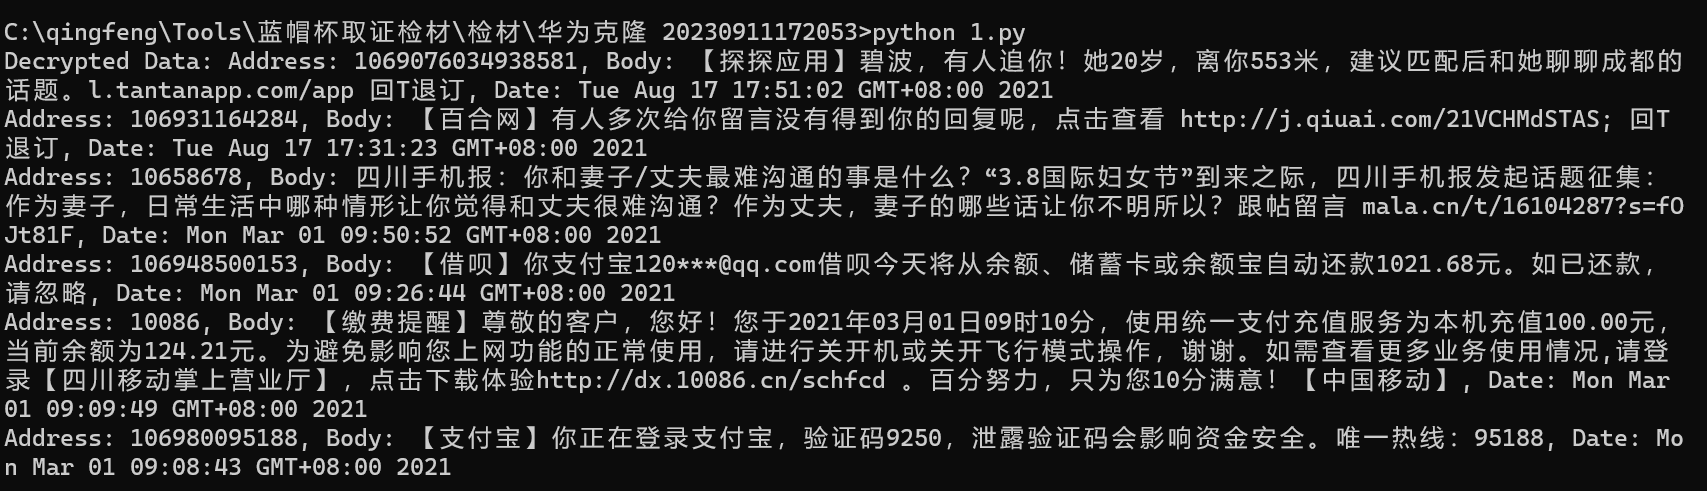 C:\qingfeng\Tools\蓝帽杯取证检材\检材\华为克隆 20230911172053>python 1.py
Decrypted Data: Address: 1069076034938581, Body: 【探探应用】碧波，有人追你！她20岁，离你553米，建议匹配后和她聊聊成都的
话题。l.tantanapp.com/app 回T退订, Date: Tue Aug 17 17:51:02 GMT+08:00 2021
Address: 106931164284, Body: 【百合网】有人多次给你留言没有得到你的回复呢，点击查看 http://j.qiuai.com/21VCHMdSTAS; 回T
退订, Date: Tue Aug 17 17:31:23 GMT+08:00 2021
Address: 10658678, Body: 四川手机报：你和妻子/丈夫最难沟通的事是什么？“3.8国际妇女节”到来之际，四川手机报发起话题征集：
作为妻子，日常生活中哪种情形让你觉得和丈夫很难沟通？作为丈夫，妻子的哪些话让你不明所以？跟帖留言 mala.cn/t/16104287?s=fO
Jt81F, Date: Mon Mar 01 09:50:52 GMT+08:00 2021
Address: 106948500153, Body: 【借呗】你支付宝120***@qq.com借呗今天将从余额、储蓄卡或余额宝自动还款1021.68元。如已还款，
请忽略, Date: Mon Mar 01 09:26:44 GMT+08:00 2021
Address: 10086, Body: 【缴费提醒】尊敬的客户，您好！您于2021年03月01日09时10分，使用统一支付充值服务为本机充值100.00元，
当前余额为124.21元。为避免影响您上网功能的正常使用，请进行关开机或关开飞行模式操作，谢谢。如需查看更多业务使用情况,请登
录【四川移动掌上营业厅】，点击下载体验http://dx.10086.cn/schfcd 。百分努力，只为您10分满意！【中国移动】, Date: Mon Mar
01 09:09:49 GMT+08:00 2021
Address: 106980095188, Body: 【支付宝】你正在登录支付宝，验证码9250，泄露验证码会影响资金安全。唯一热线：95188, Date: Mo
n Mar 01 09:08:43 GMT+08:00 2021